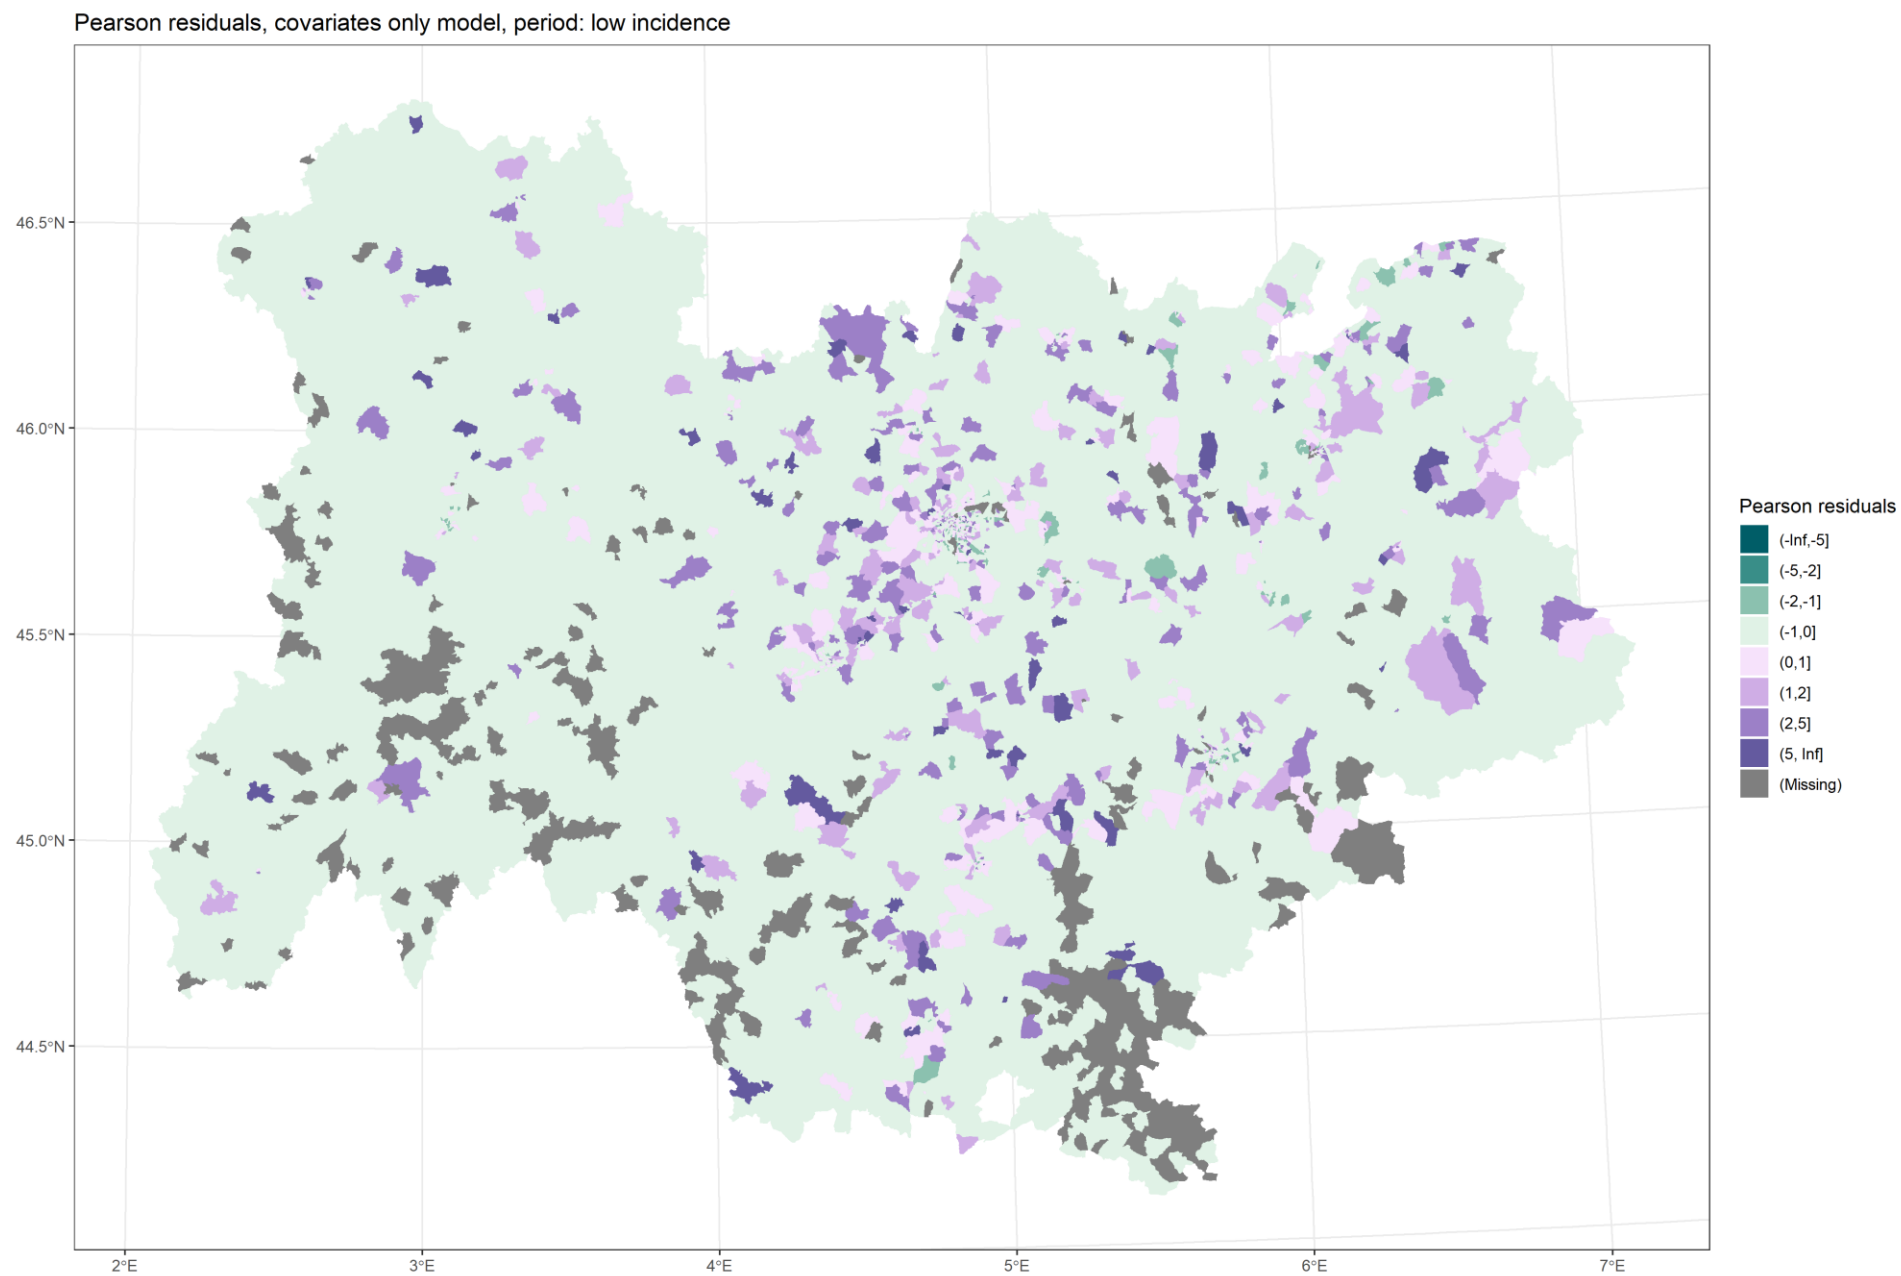 Pearson residuals, covariates only model, period: low incidence
46.5°N
46.0°N
45.5°N
45.0°N
44.5°N
2°E
3°E
4°E
5°E
6°E
7°E
Pearson residuals
(-Inf,-5]
(-5,-2]
(-2,-1]
(-1,0]
(0,1]
(1,2]
(2,5]
(5, Inf]
(Missing)